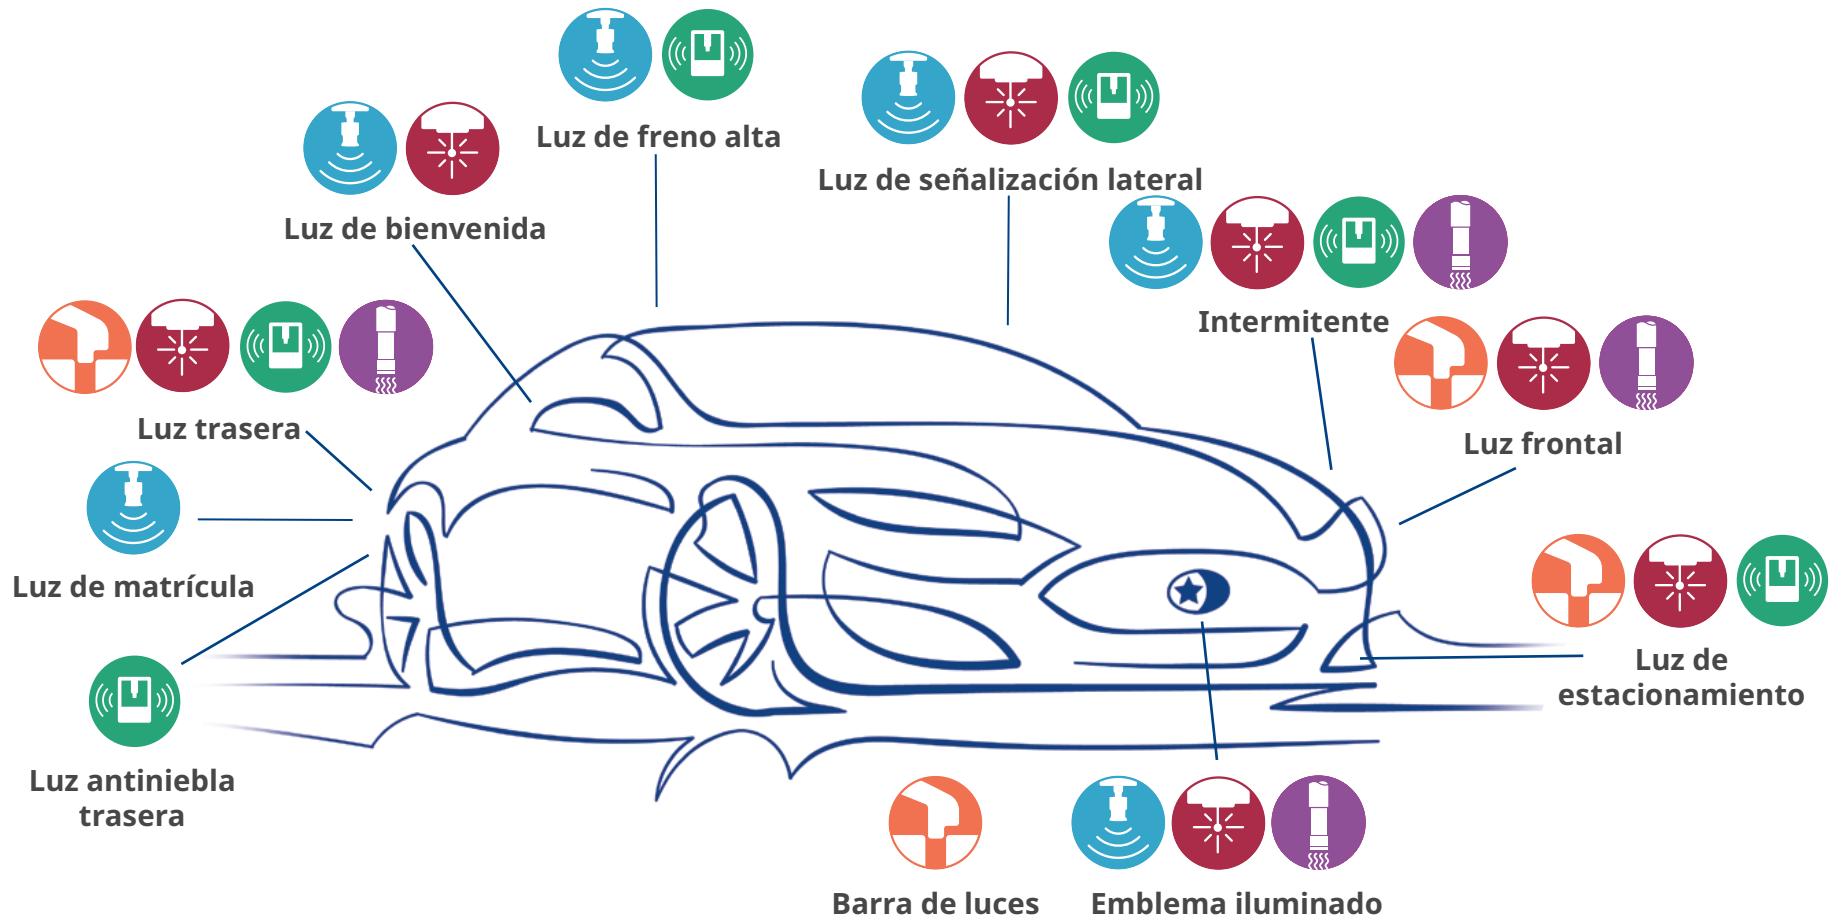 Luz de freno alta
Luz de señalización lateral
Luz de bienvenida
Intermitente
Luz trasera
Luz frontal
Luz de matrícula
Luz de
estacionamiento
Luz antiniebla
trasera
Barra de luces
Emblema iluminado